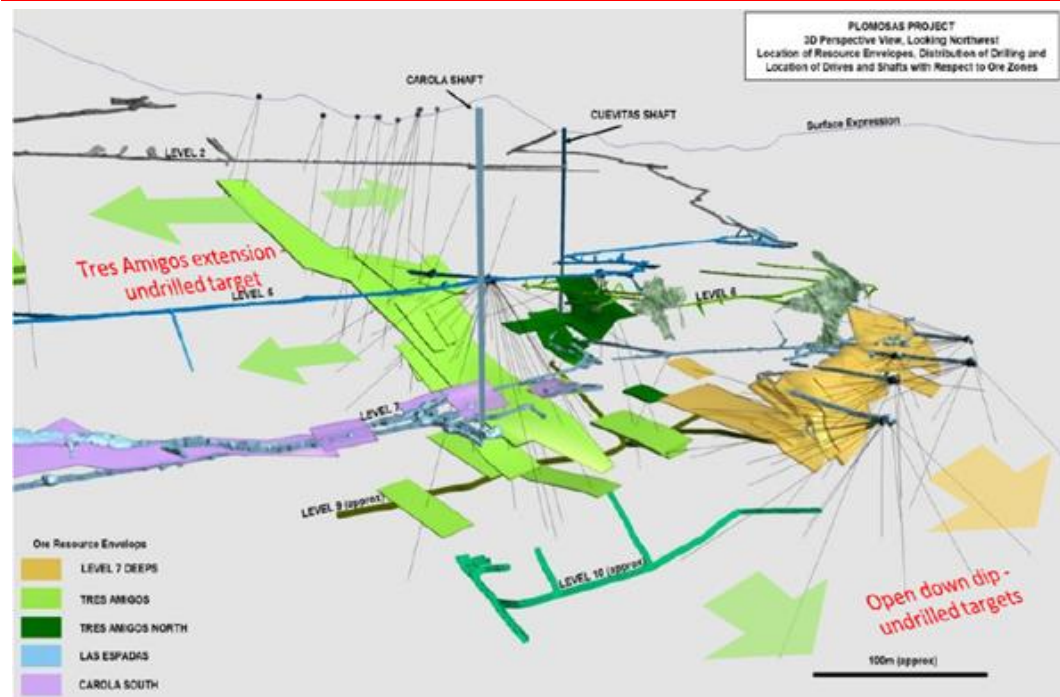 PLOMOSAS PROJECT
3D Perspective View, Looking Northwest
Location of Resource Envelopes, Distribution of Drilling and
Location of Drives and Shafts with Respect to Ore Zones
CAROLA SHAFT
CUEVITAS SHAFT
Surface Expression
LEVEL 2
Tres Amigos extension -
undrilled target
LEVEL 5
LEVEL 6
LEVEL 7
LEVEL 9 (approx)
LEVEL 10 (approx)
Open down dip -
undrilled targets
100m (approx)
Ore Resource Envelops
LEVEL 7 DEEPS
TRES AMIGOS
TRES AMIGOS NORTH
LAS ESPADAS
CAROLA SOUTH